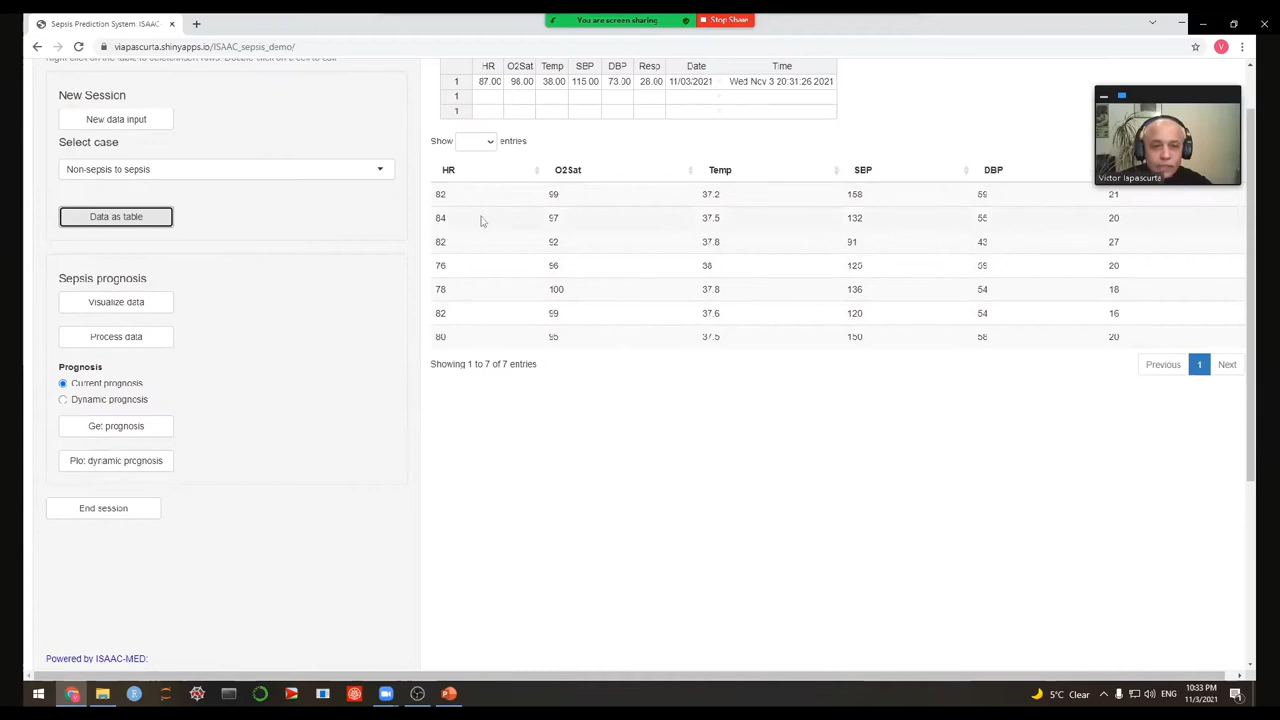 You are screen sharing Stop Share
Sepsis Prediction System: ISAAC
viapascurta.shinyapps.io/ISAAC_sepsis_demo/
Right click on the table to
New Session
New data input
Select case
Non-sepsis to sepsis
Data as table
Sepsis prognosis
Visualize data
Process data
Prognosis
Current prognosis
Dynamic prognosis
Get prognosis
Plot dynamic prognosis
End session
Powered by ISAAC-MED:
HR O2Sat Temp SBP DBP Resp Date Time
1 87.00 98.00 38.00 115.00 73.00 28.00 11/03/2021 Wed Nov 3 20:31:26 2021
1
1
Show entries
HR O2Sat Temp SBP DBP
82 99 37.2 158 59 21
84 97 37.5 132 55 20
82 92 37.8 91 43 27
76 96 38 125 59 20
78 100 37.8 136 54 18
82 99 37.6 120 54 16
80 95 37.5 150 58 20
Showing 1 to 7 of 7 entries
Previous 1 Next
Victor Iapascurta
V
5°C Clear
ENG
10:33 PM
11/3/2021
1